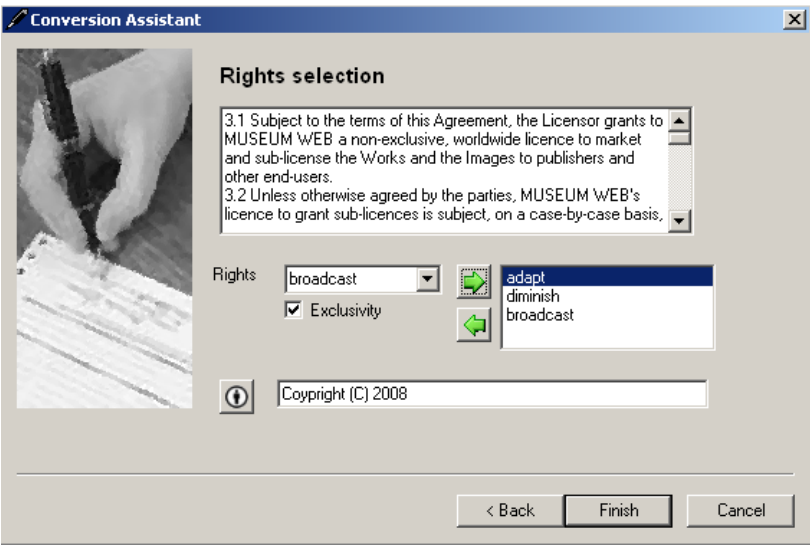 Conversion Assistant
Rights selection
3.1 Subject to the terms of this Agreement, the Licensor grants to
MUSEUM WEB a non-exclusive, worldwide licence to market
and sub-license the Works and the Images to publishers and
other end-users.
3.2 Unless otherwise agreed by the parties, MUSEUM WEB's
licence to grant sub-licences is subject, on a case-by-case basis,
Rights
broadcast
Exclusivity
adapt
diminish
broadcast
Coypright (C) 2008
< Back
Finish
Cancel